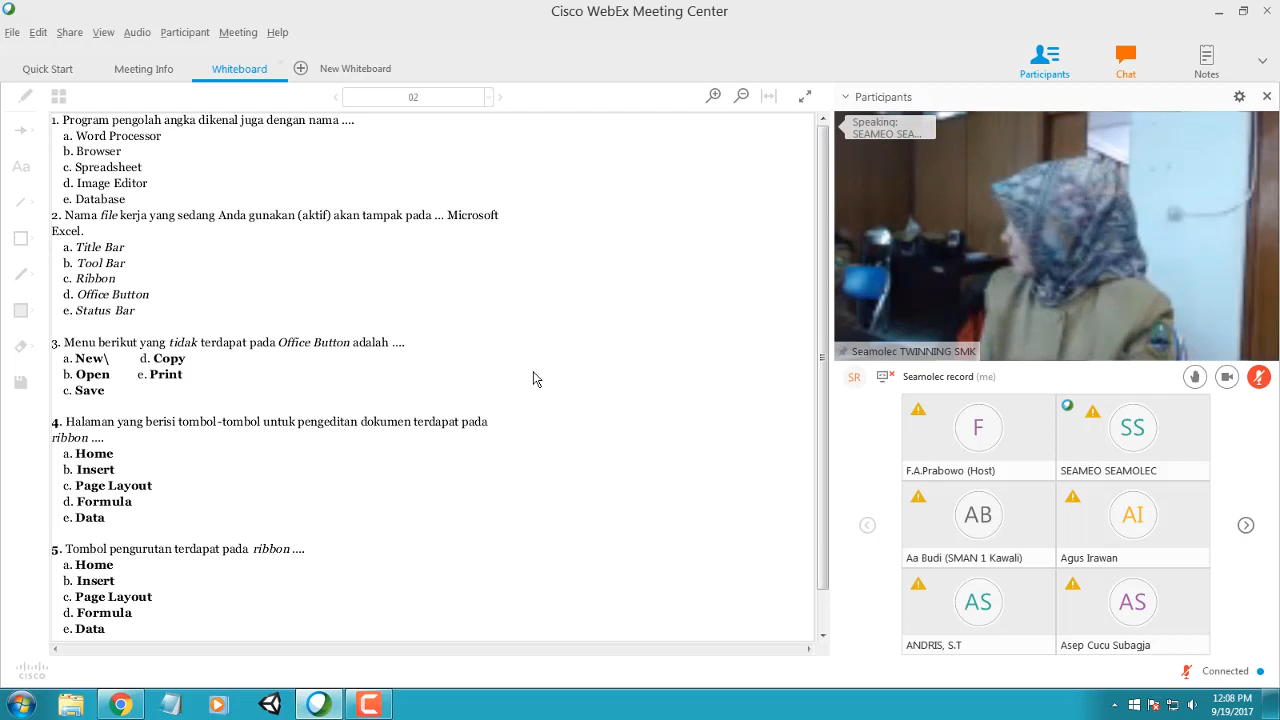 Cisco WebEx Meeting Center
File Edit Share View Audio Participant Meeting Help
Quick Start Meeting Info Whiteboard New Whiteboard
Participants Chat Notes
02
Participants
1. Program pengolah angka dikenal juga dengan nama ....
a. Word Processor
b. Browser
c. Spreadsheet
d. Image Editor
e. Database
2. Nama file kerja yang sedang Anda gunakan (aktif) akan tampak pada ... Microsoft
Excel.
a. Title Bar
b. Tool Bar
c. Ribbon
d. Office Button
e. Status Bar
3. Menu berikut yang tidak terdapat pada Office Button adalah ....
a. New\ d. Copy
b. Open e. Print
c. Save
4. Halaman yang berisi tombol-tombol untuk pengeditan dokumen terdapat pada
ribbon ....
a. Home
b. Insert
c. Page Layout
d. Formula
e. Data
5. Tombol pengurutan terdapat pada ribbon ....
a. Home
b. Insert
c. Page Layout
d. Formula
e. Data
Aa
cisco
Speaking:
SEAMEO SEA...
Seamolec TWINNING SMK
SR Seamolec record (me)
F SS
F.A.Prabowo (Host) SEAMEO SEAMOLEC
AB AI
Aa Budi (SMAN 1 Kawali) Agus Irawan
AS AS
ANDRIS, S.T Asep Cucu Subagja
Connected
12:08 PM
9/19/2017